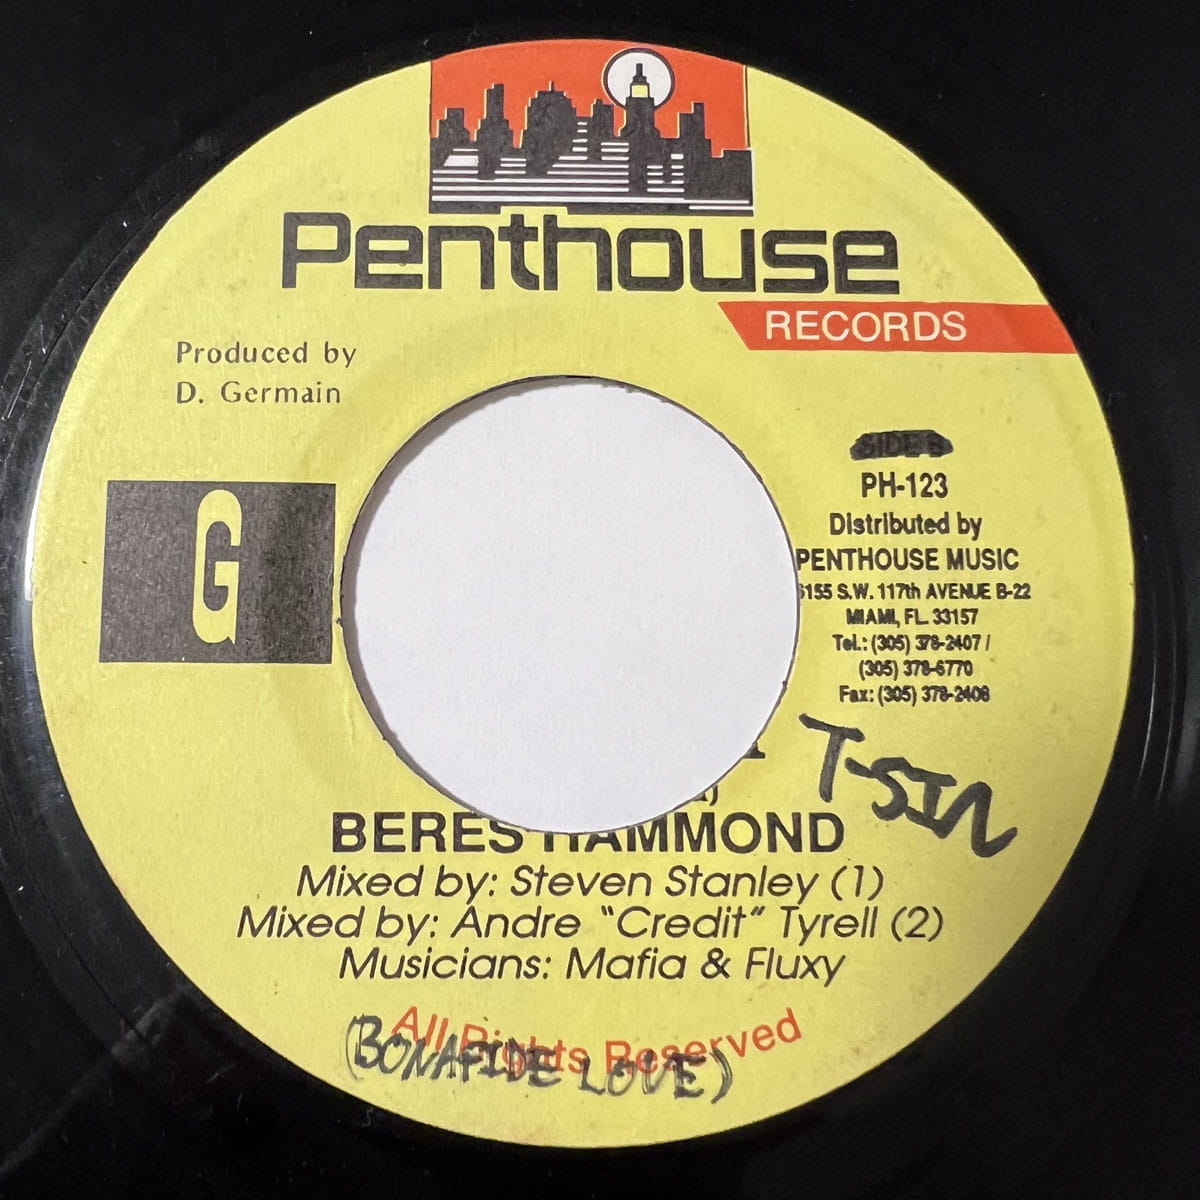 Penthouse
RECORDS
Produced by
D. Germain
G
SIDE B
PH-123
Distributed by
PENTHOUSE MUSIC
155 S.W. 117th AVENUE B-22
MIAMI, FL. 33157
Tel.: (305) 378-2407 /
(305) 378-6770
Fax: (305) 378-2408
T-SIN
BERES HAMMOND
Mixed by: Steven Stanley (1)
Mixed by: Andre "Credit" Tyrell (2)
Musicians: Mafia & Fluxy
All Rights Reserved
(BONAFIDE LOVE)